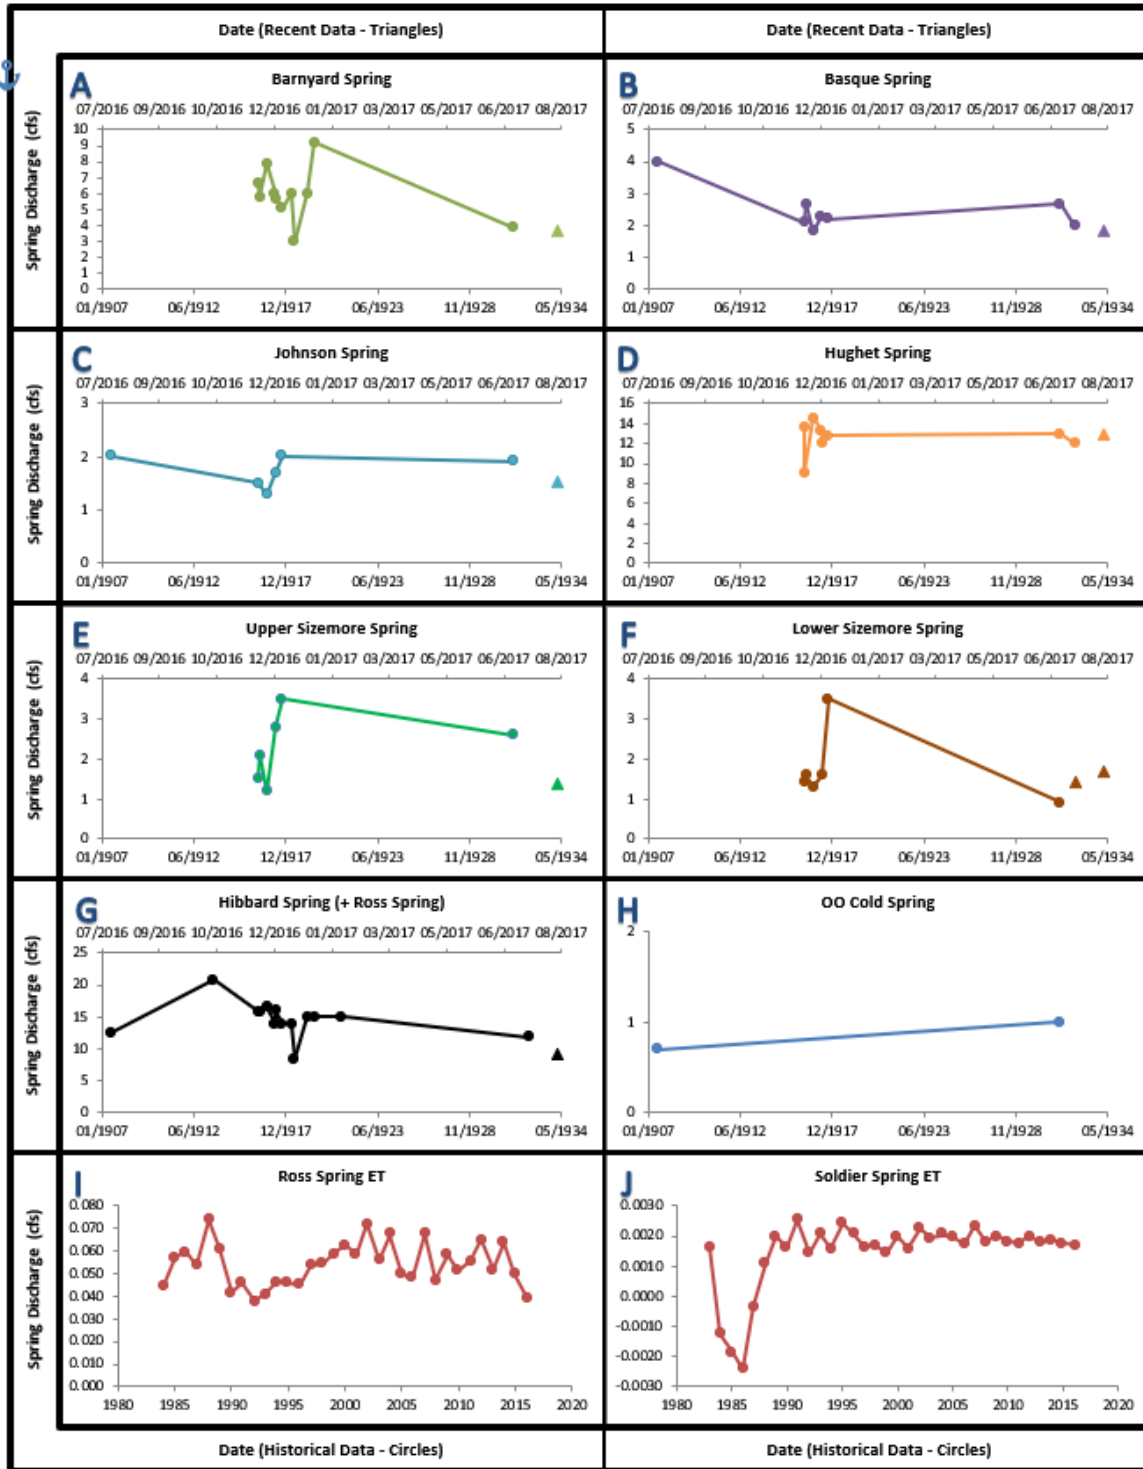 Date (Recent Data - Triangles) Date (Recent Data - Triangles)
A Barnyard Spring
07/2016 09/2016 10/2016 12/2016 01/2017 03/2017 05/2017 06/2017 08/2017
Spring Discharge (cfs)
10
9
8
7
6
5
4
3
2
1
0
01/1907 06/1912 12/1917 06/1923 11/1928 05/1934
B Basque Spring
07/2016 09/2016 10/2016 12/2016 01/2017 03/2017 05/2017 06/2017 08/2017
5
4
3
2
1
0
01/1907 06/1912 12/1917 06/1923 11/1928 05/1934
C Johnson Spring
07/2016 09/2016 10/2016 12/2016 01/2017 03/2017 05/2017 06/2017 08/2017
Spring Discharge (cfs)
3
2
1
0
01/1907 06/1912 12/1917 06/1923 11/1928 05/1934
D Hughet Spring
07/2016 09/2016 10/2016 12/2016 01/2017 03/2017 05/2017 06/2017 08/2017
16
14
12
10
8
6
4
2
0
01/1907 06/1912 12/1917 06/1923 11/1928 05/1934
E Upper Sizemore Spring
07/2016 09/2016 10/2016 12/2016 01/2017 03/2017 05/2017 06/2017 08/2017
Spring Discharge (cfs)
4
3
2
1
0
01/1907 06/1912 12/1917 06/1923 11/1928 05/1934
F Lower Sizemore Spring
07/2016 09/2016 10/2016 12/2016 01/2017 03/2017 05/2017 06/2017 08/2017
4
3
2
1
0
01/1907 06/1912 12/1917 06/1923 11/1928 05/1934
G Hibbard Spring (+ Ross Spring)
07/2016 09/2016 10/2016 12/2016 01/2017 03/2017 05/2017 06/2017 08/2017
Spring Discharge (cfs)
25
20
15
10
5
0
01/1907 06/1912 12/1917 06/1923 11/1928 05/1934
H OO Cold Spring
2
1
0
01/1907 06/1912 12/1917 06/1923 11/1928 05/1934
I Ross Spring ET
Spring Discharge (cfs)
0.080
0.070
0.060
0.050
0.040
0.030
0.020
0.010
0.000
1980 1985 1990 1995 2000 2005 2010 2015 2020
J Soldier Spring ET
0.0030
0.0020
0.0010
0.0000
-0.0010
-0.0020
-0.0030
1980 1985 1990 1995 2000 2005 2010 2015 2020
Date (Historical Data - Circles) Date (Historical Data - Circles)